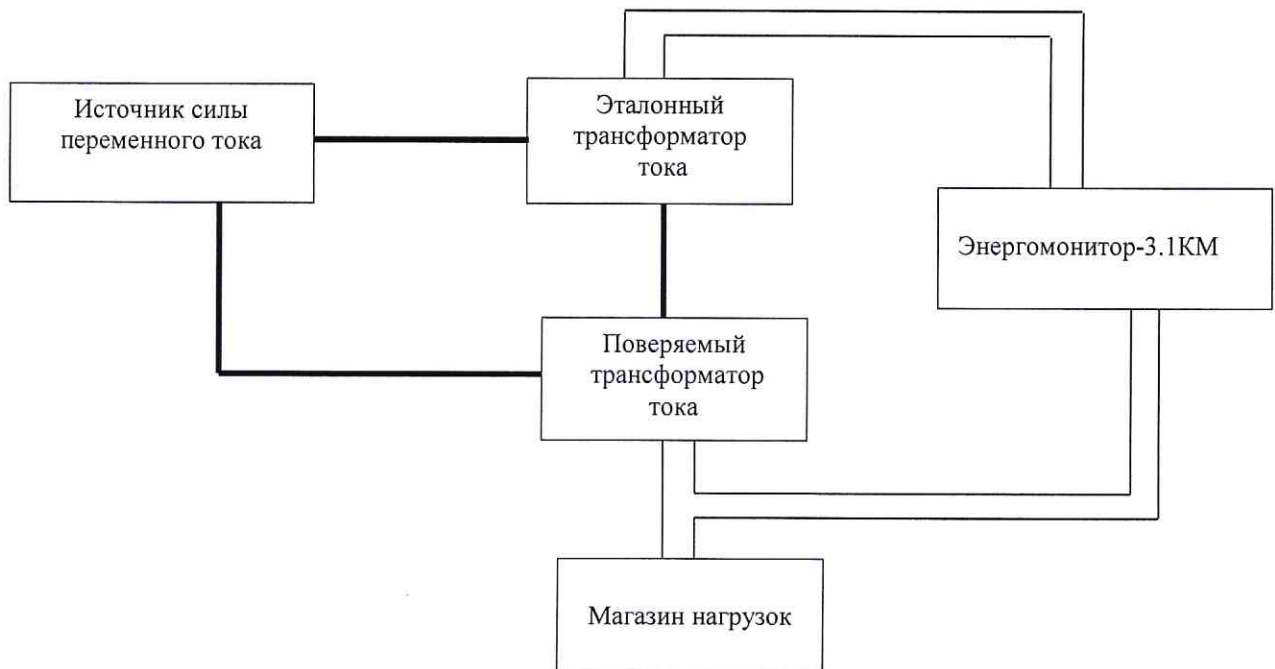 Источник силы
переменного тока
Эталонный
трансформатор
тока
Энергомонитор-3.1КМ
Поверяемый
трансформатор
тока
Магазин нагрузок